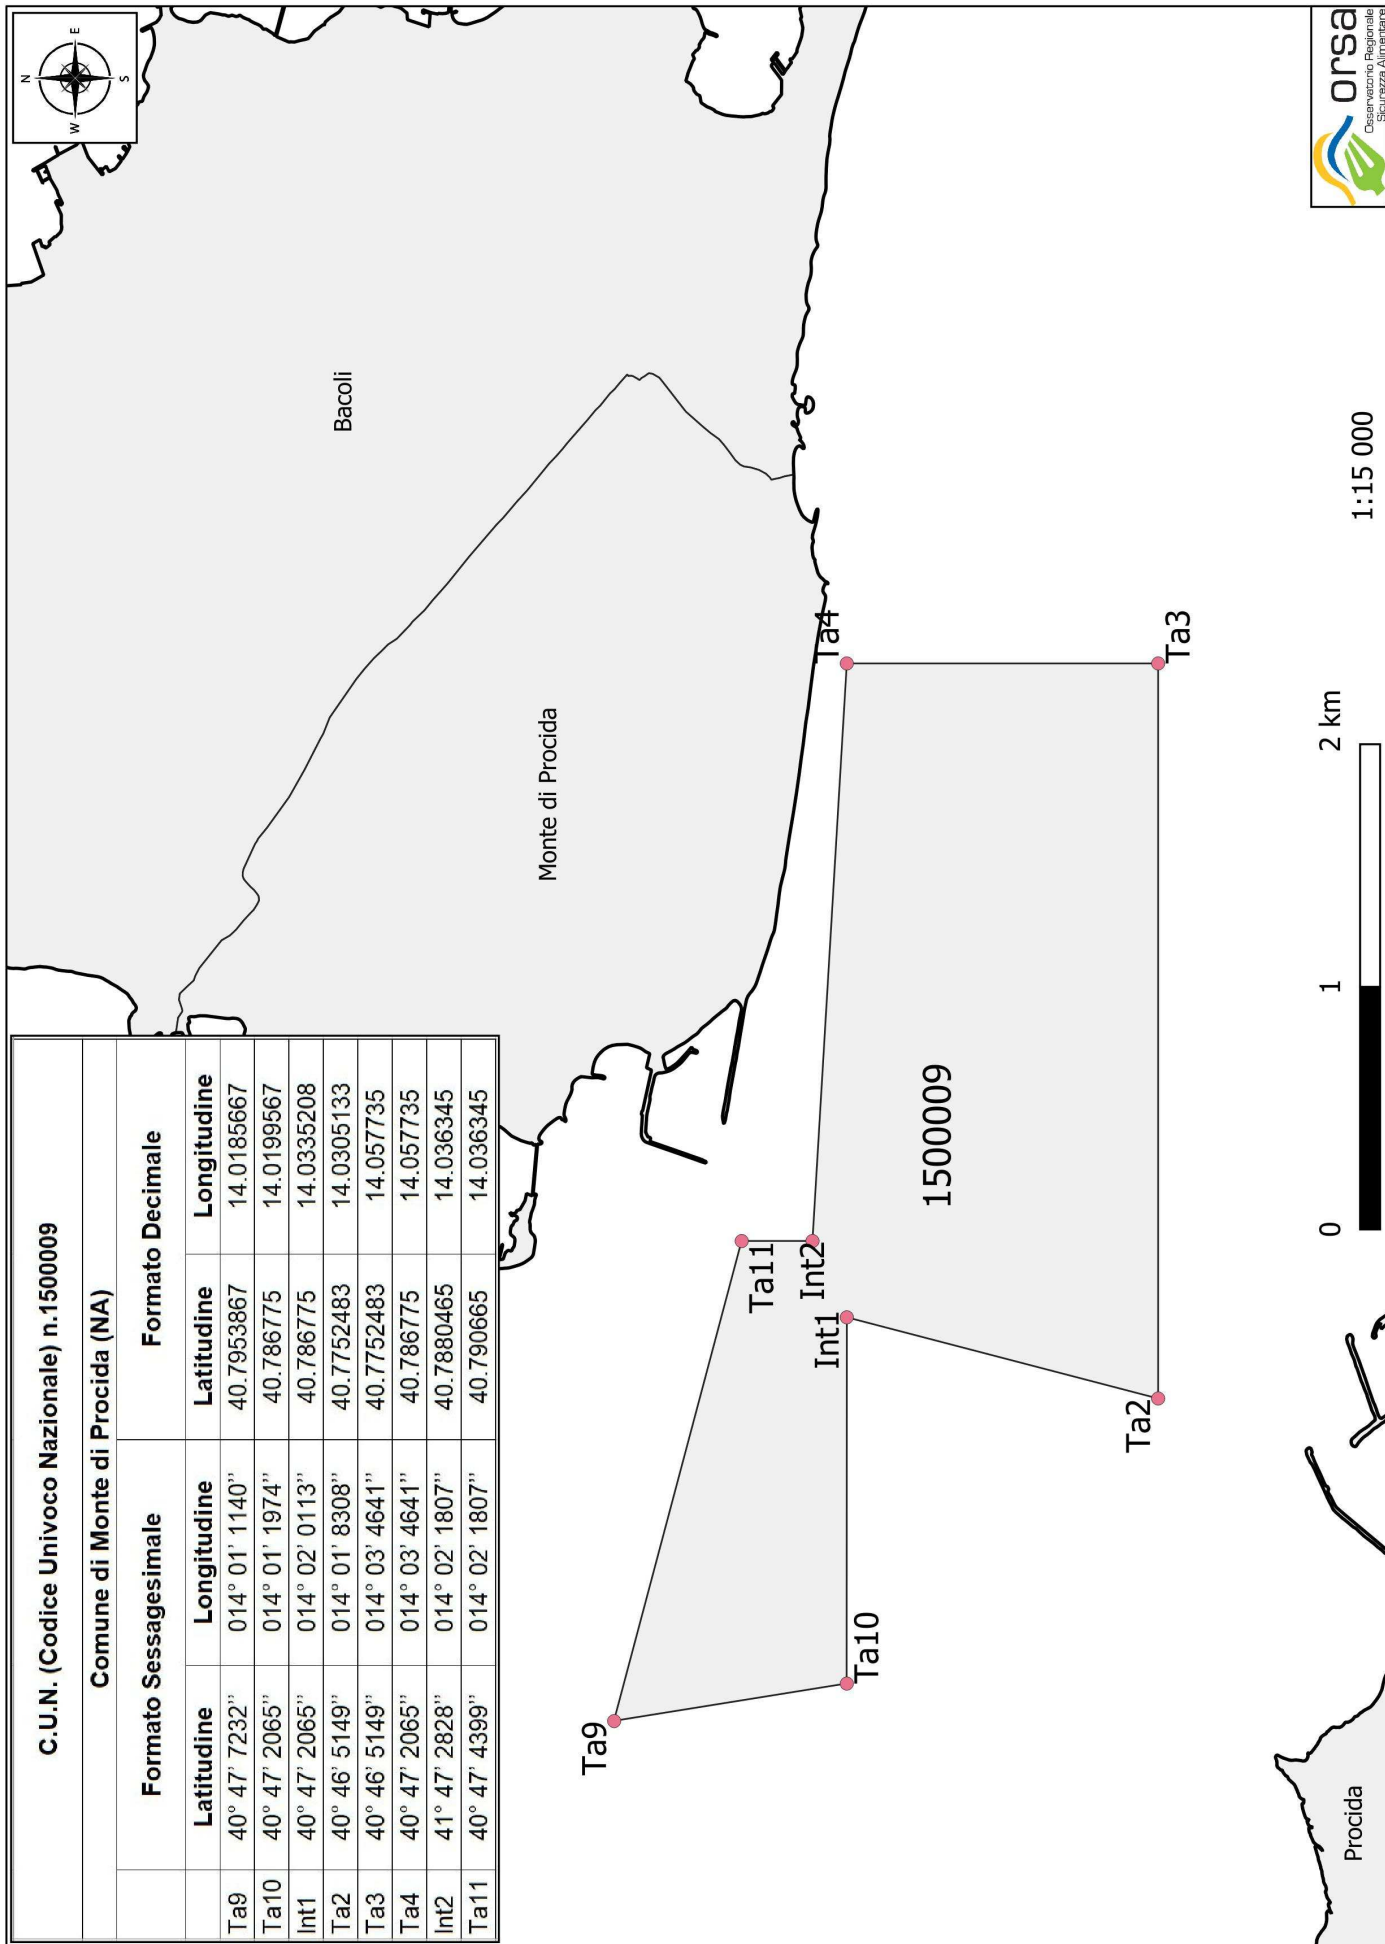 C.U.N. (Codice Univoco Nazionale) n.1500009
Comune di Monte di Procida (NA)
Formato Sessagesimale Formato Decimale
Latitudine Longitudine Latitudine Longitudine
Ta9 40° 47' 7232'' 014° 01' 1140'' 40.7953867 14.0185667
Ta10 40° 47' 2065'' 014° 01' 1974'' 40.786775 14.0199567
Int1 40° 47' 2065'' 014° 02' 0113'' 40.786775 14.0335208
Ta2 40° 46' 5149'' 014° 01' 8308'' 40.7752483 14.0305133
Ta3 40° 46' 5149'' 014° 03' 4641'' 40.7752483 14.057735
Ta4 40° 47' 2065'' 014° 03' 4641'' 40.786775 14.057735
Int2 41° 47' 2828'' 014° 02' 1807'' 40.7880465 14.036345
Ta11 40° 47' 4399'' 014° 02' 1807'' 40.790665 14.036345
N
W
E
S
Bacoli
Monte di Procida
Ta9
Ta11
Int2
Int1
Ta10
Ta4
1500009
Ta2
Ta3
Procida
0 1 2 km
1:15 000
orsa
Osservatorio Regionale
Sicurezza Alimentare